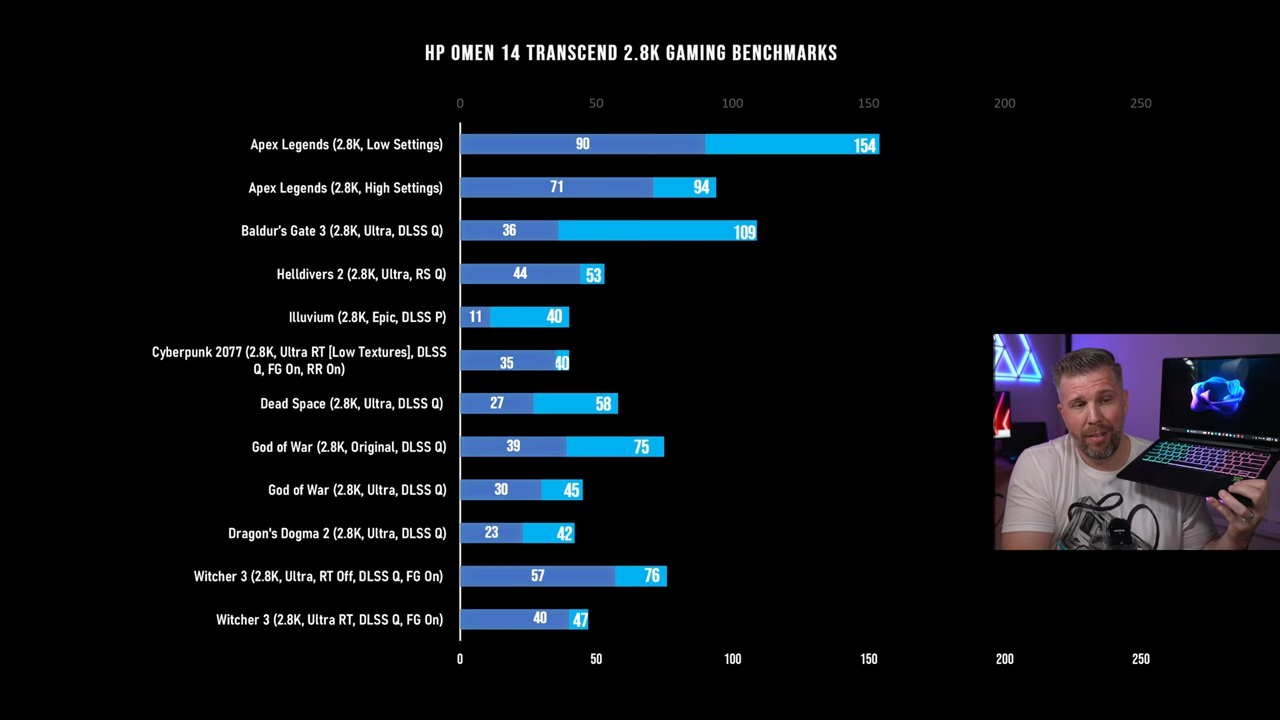 HP OMEN 14 TRANSCEND 2.8K GAMING BENCHMARKS
0 50 100 150 200 250
Apex Legends (2.8K, Low Settings) 90 154
Apex Legends (2.8K, High Settings) 71 94
Baldur's Gate 3 (2.8K, Ultra, DLSS Q) 36 109
Helldivers 2 (2.8K, Ultra, RS Q) 44 53
Illuvium (2.8K, Epic, DLSS P) 11 40
Cyberpunk 2077 (2.8K, Ultra RT [Low Textures], DLSS
Q, FG On, RR On) 35 40
Dead Space (2.8K, Ultra, DLSS Q) 27 58
God of War (2.8K, Original, DLSS Q) 39 75
God of War (2.8K, Ultra, DLSS Q) 30 45
Dragon's Dogma 2 (2.8K, Ultra, DLSS Q) 23 42
Witcher 3 (2.8K, Ultra, RT Off, DLSS Q, FG On) 57 76
Witcher 3 (2.8K, Ultra RT, DLSS Q, FG On) 40 47
0 50 100 150 200 250